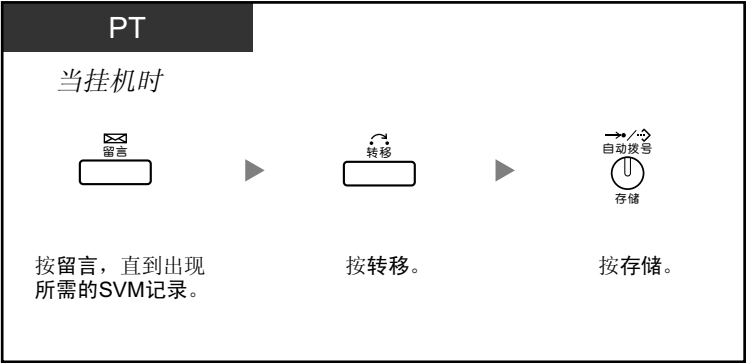 PT
当挂机时
留言
转移
自动拨号
存储
按留言，直到出现
所需的SVM记录。
按转移。
按存储。